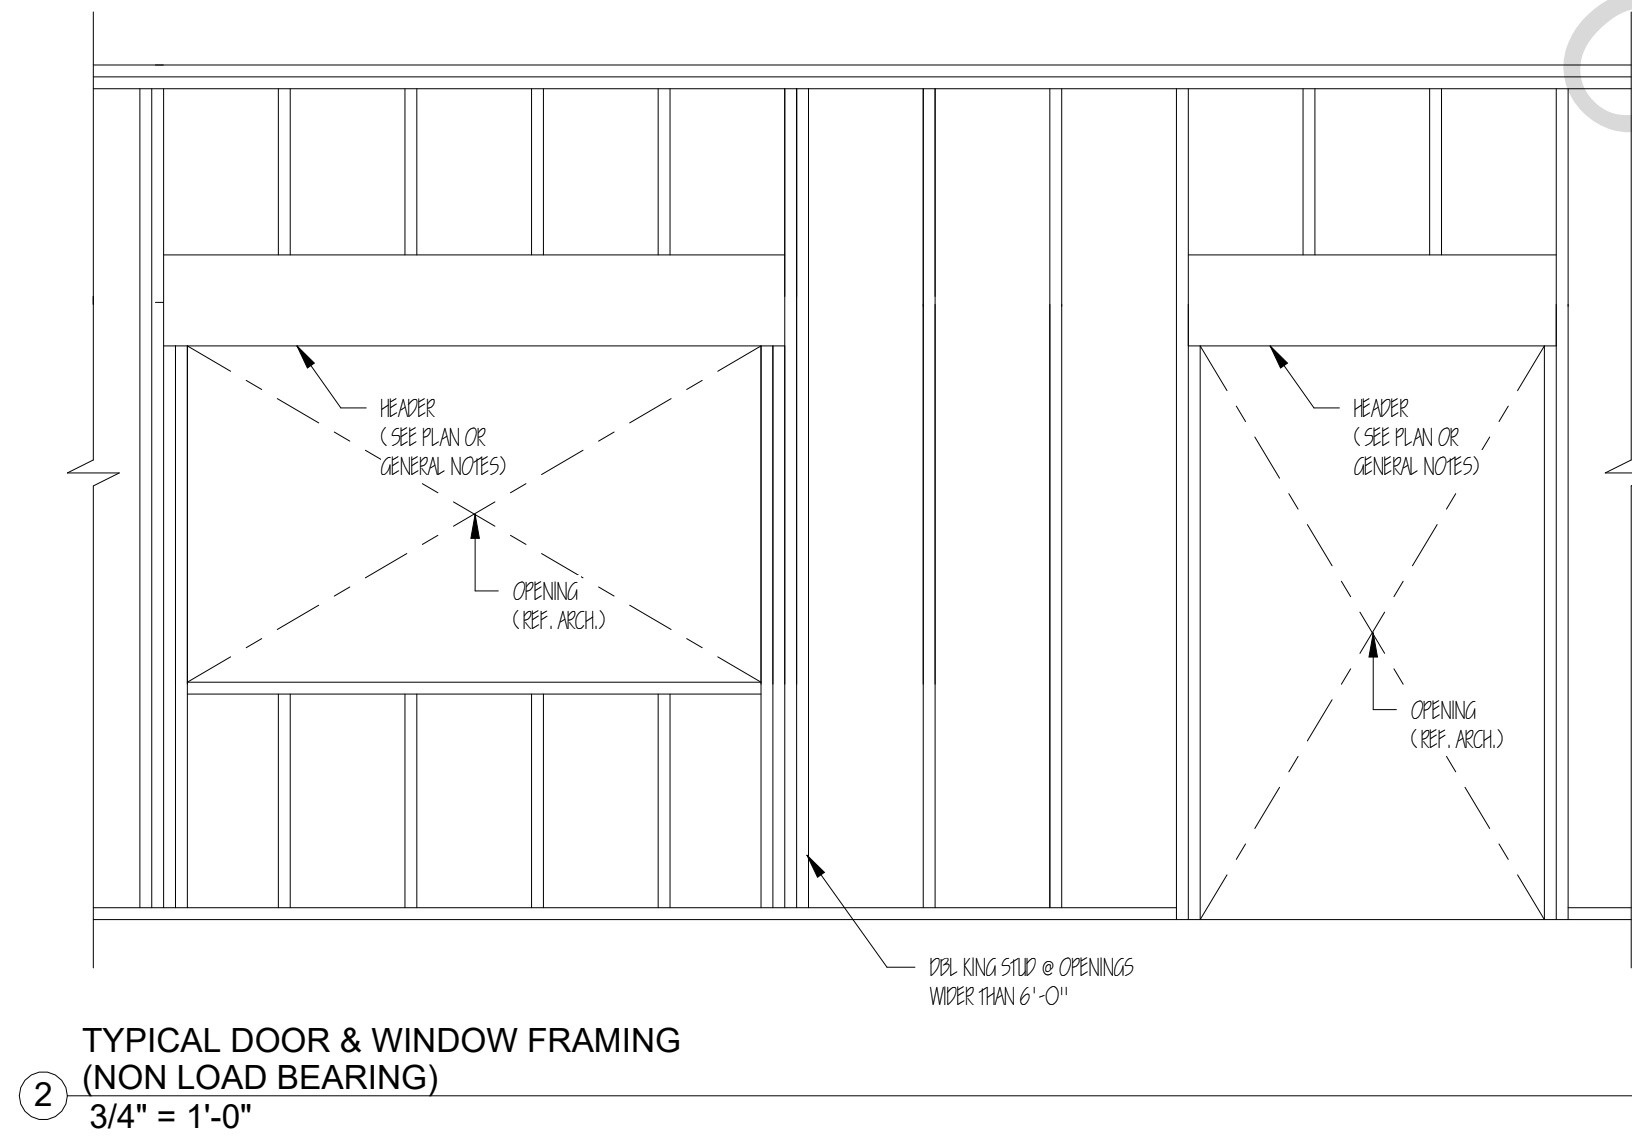 HEADER
(SEE PLAN OR
GENERAL NOTES)
HEADER
(SEE PLAN OR
GENERAL NOTES)
OPENING
(REF. ARCH.)
OPENING
(REF. ARCH.)
DBL KING STUD @ OPENINGS
WIDER THAN 6'-0"
TYPICAL DOOR & WINDOW FRAMING
(NON LOAD BEARING)
2
3/4" = 1'-0"